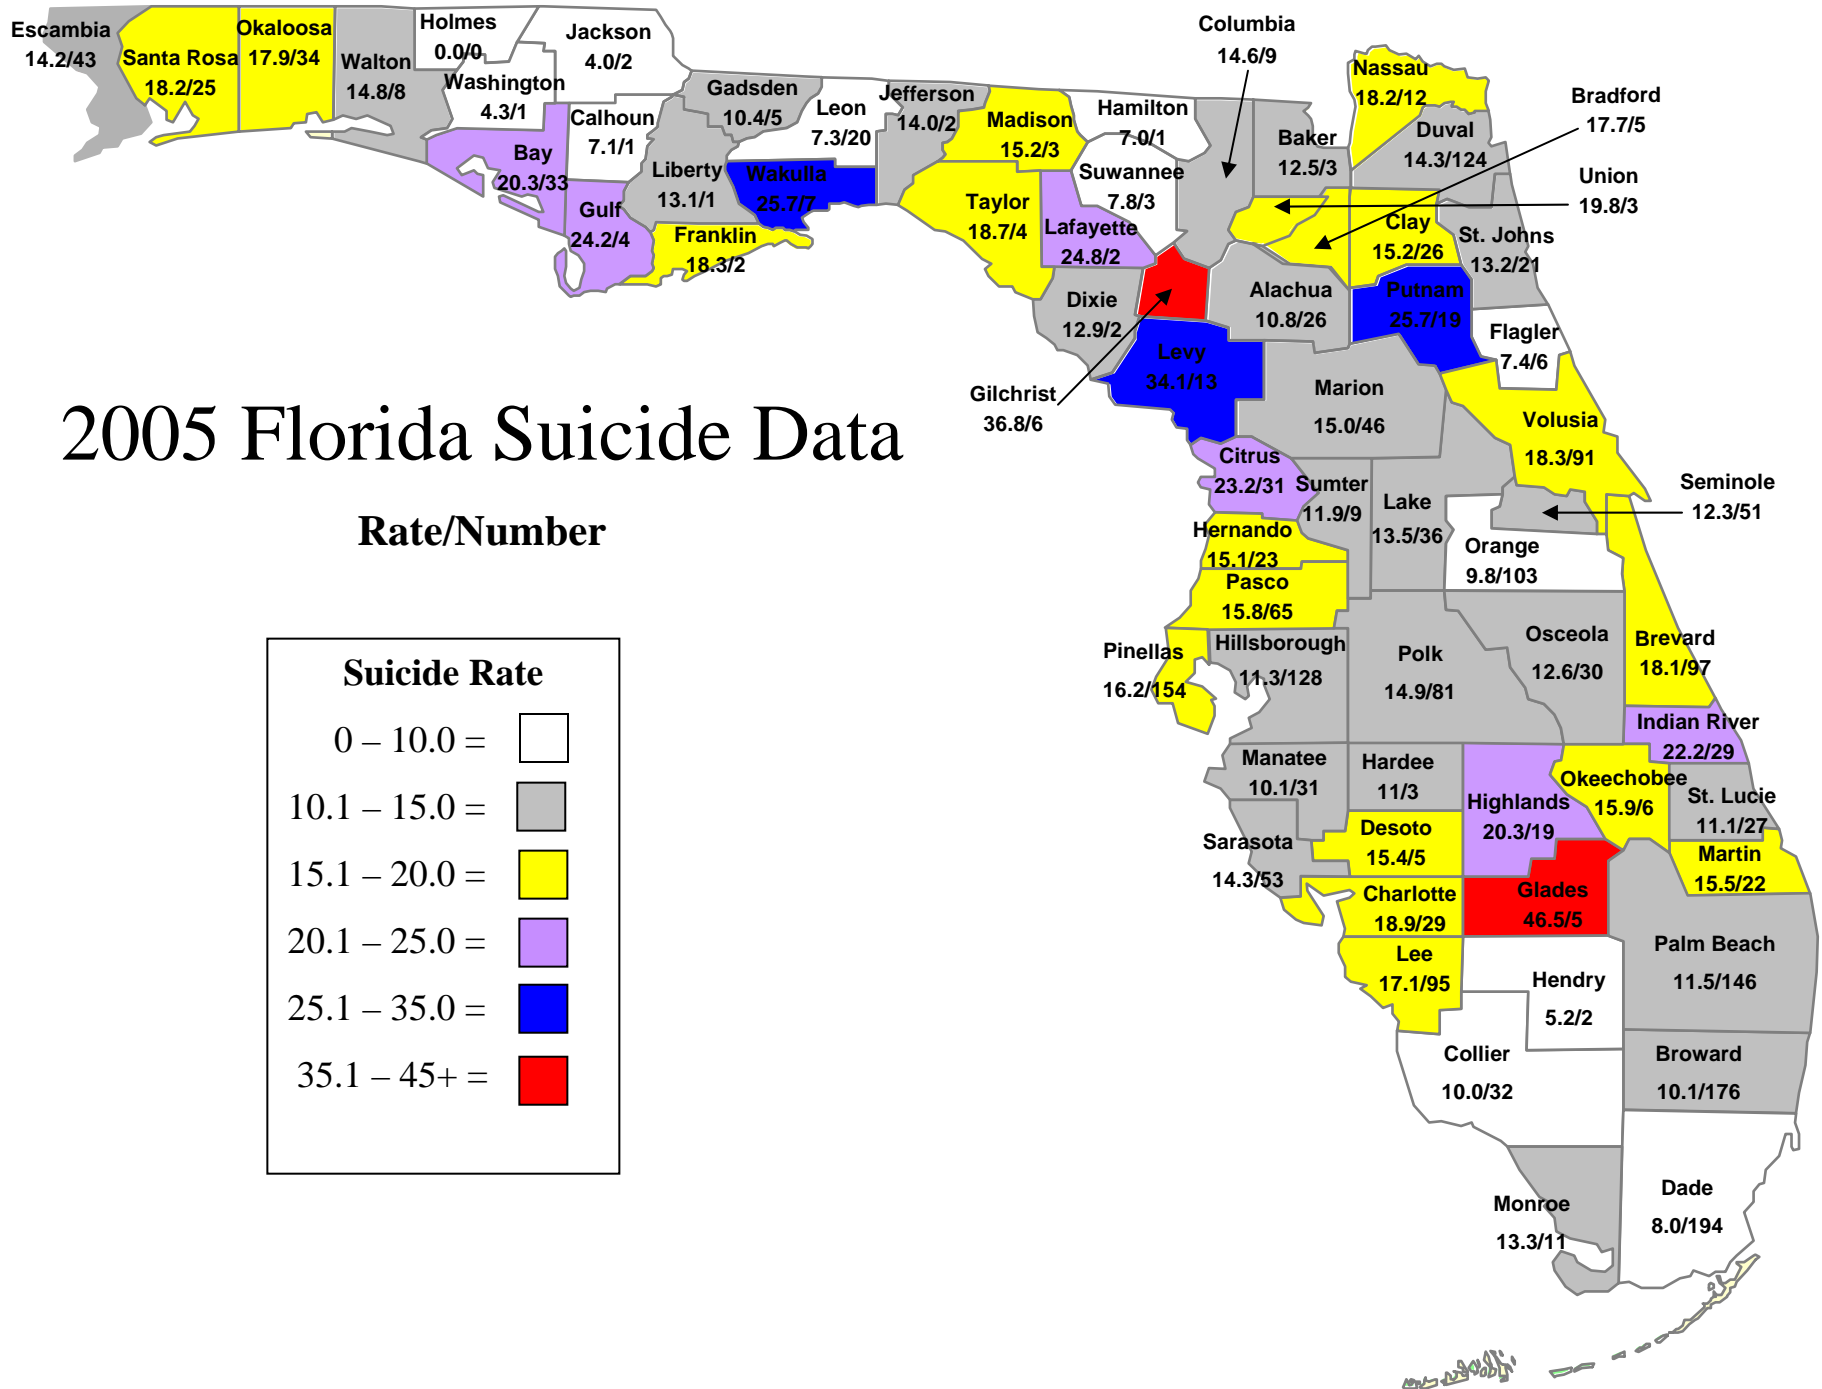 Escambia
14.2/43
Santa Rosa
18.2/25
Okaloosa
17.9/34
Walton
14.8/8
Holmes
0.0/0
Washington
4.3/1
Jackson
4.0/2
Bay
20.3/33
Calhoun
7.1/1
Gulf
24.2/4
Gadsden
10.4/5
Liberty
13.1/1
Franklin
18.3/2
Leon
7.3/20
Wakulla
25.7/7
Jefferson
14.0/2
Madison
15.2/3
Taylor
18.7/4
Hamilton
7.0/1
Suwannee
7.8/3
Lafayette
24.8/2
Dixie
12.9/2
Columbia
14.6/9
Baker
12.5/3
Nassau
18.2/12
Duval
14.3/124
Bradford
17.7/5
Union
19.8/3
Clay
15.2/26
St. Johns
13.2/21
Alachua
10.8/26
Putnam
25.7/19
Flagler
7.4/6
Gilchrist
36.8/6
Levy
34.1/13
Marion
15.0/46
Volusia
18.3/91
2005 Florida Suicide Data
Rate/Number
Citrus
23.2/31
Sumter
11.9/9
Lake
13.5/36
Seminole
12.3/51
Hernando
15.1/23
Orange
9.8/103
Pasco
15.8/65
Pinellas
16.2/154
Hillsborough
11.3/128
Polk
14.9/81
Osceola
12.6/30
Brevard
18.1/97
Indian River
22.2/29
Manatee
10.1/31
Hardee
11/3
Highlands
20.3/19
Okeechobee
15.9/6
St. Lucie
11.1/27
Sarasota
14.3/53
Desoto
15.4/5
Martin
15.5/22
Charlotte
18.9/29
Glades
46.5/5
Lee
17.1/95
Hendry
5.2/2
Palm Beach
11.5/146
Collier
10.0/32
Broward
10.1/176
Monroe
13.3/11
Dade
8.0/194
Suicide Rate
0 – 10.0 =
10.1 – 15.0 =
15.1 – 20.0 =
20.1 – 25.0 =
25.1 – 35.0 =
35.1 – 45+ =